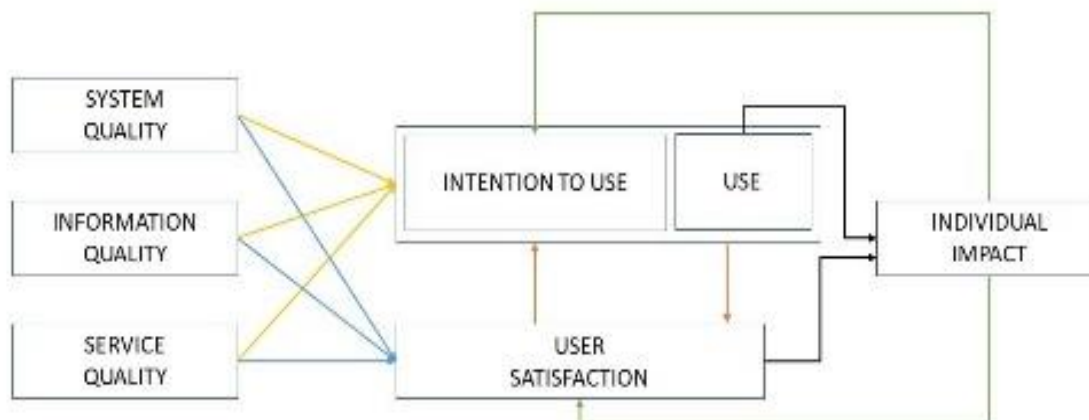 SYSTEM
QUALITY
INTENTION TO USE
USE
INFORMATION
QUALITY
INDIVIDUAL
IMPACT
SERVICE
QUALITY
USER
SATISFACTION